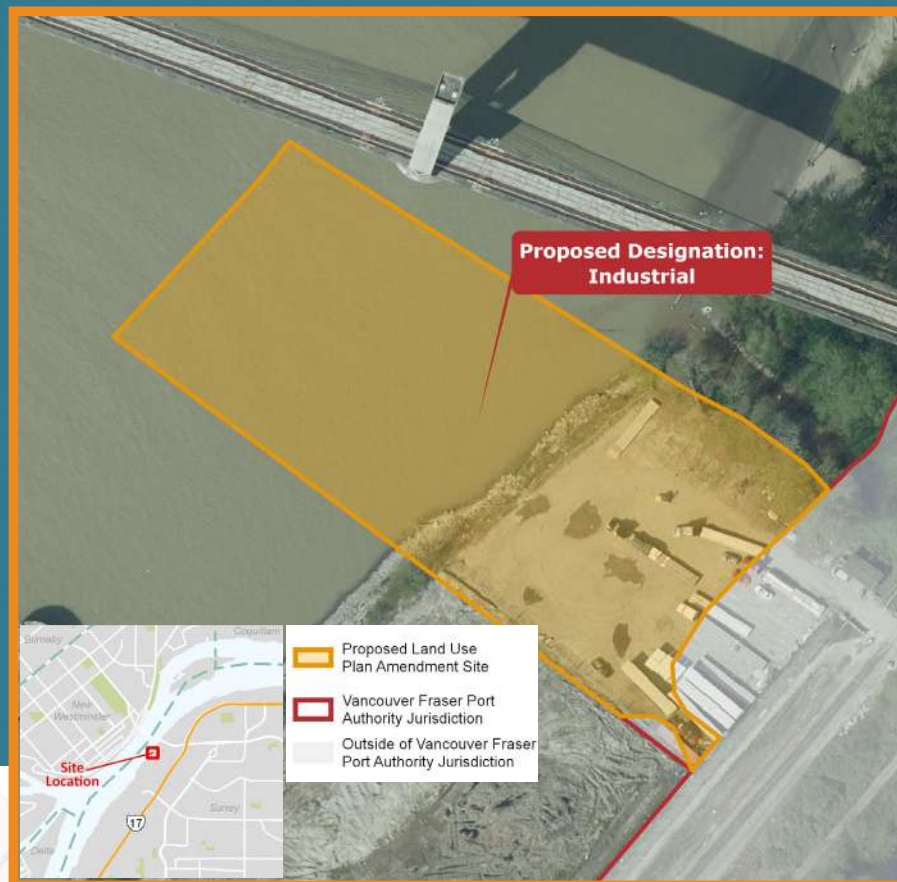 Proposed Designation:
Industrial
Burnaby
Coquitlam
New
Westminster
Site
Location
17
Surrey
Delta
Proposed Land Use
Plan Amendment Site
Vancouver Fraser Port
Authority Jurisdiction
Outside of Vancouver Fraser
Port Authority Jurisdiction